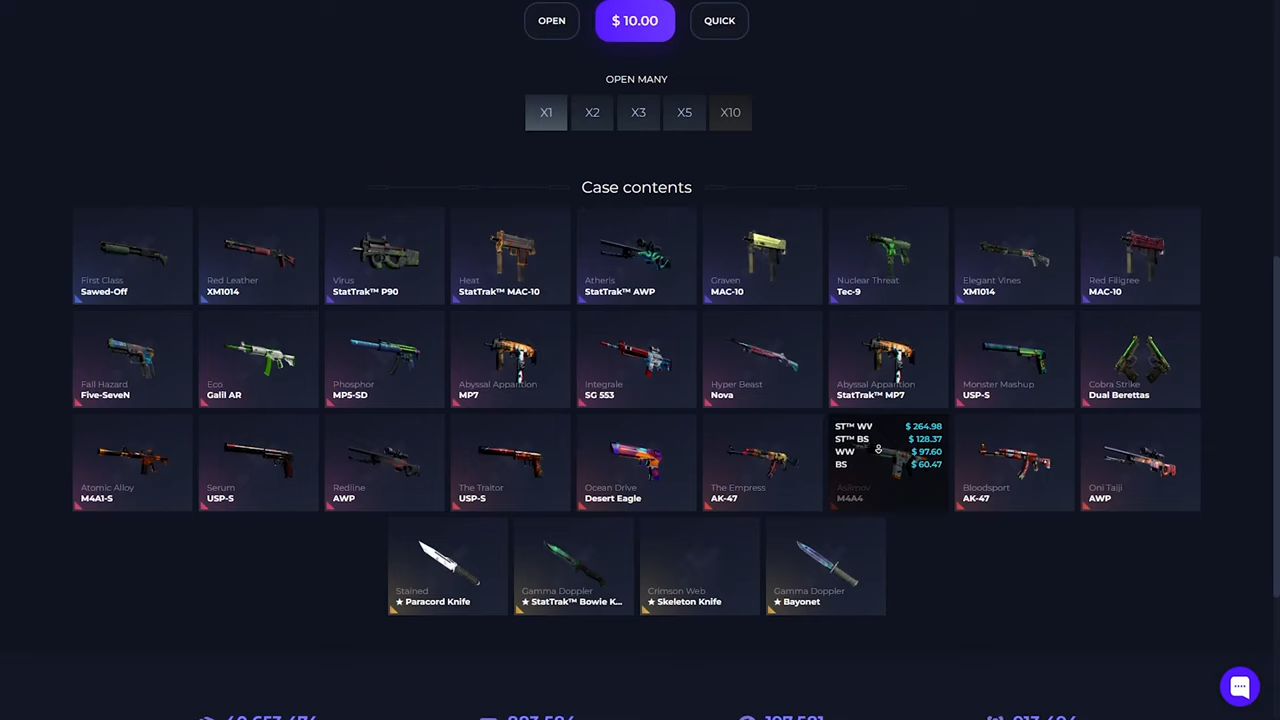 OPEN
$ 10.00
QUICK
OPEN MANY
X1
X2
X3
X5
X10
Case contents
First Class
Sawed-Off
Red Leather
XM1014
Virus
StatTrak™ P90
Heat
StatTrak™ MAC-10
Atheris
StatTrak™ AWP
Graven
MAC-10
Nuclear Threat
Tec-9
Elegant Vines
XM1014
Red Filigree
MAC-10
Fall Hazard
Five-SeveN
Eco
Galil AR
Phosphor
MP5-SD
Abyssal Apparition
MP7
Integrale
SG 553
Hyper Beast
Nova
Abyssal Apparition
StatTrak™ MP7
Monster Mashup
USP-S
Cobra Strike
Dual Berettas
Atomic Alloy
M4A1-S
Serum
USP-S
Redline
AWP
The Traitor
USP-S
Ocean Drive
Desert Eagle
The Empress
AK-47
ST™ WW $ 264.98
ST™ BS $ 128.37
WW $ 97.60
BS $ 60.47
Asiimov
M4A4
Bloodsport
AK-47
Oni Taiji
AWP
Stained
★ Paracord Knife
Gamma Doppler
★ StatTrak™ Bowie K...
Crimson Web
★ Skeleton Knife
Gamma Doppler
★ Bayonet